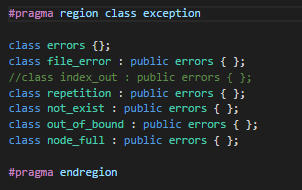 #pragma region class exception
class errors {};
class file_error : public errors { };
//class index_out : public errors { };
class repetition : public errors { };
class not_exist : public errors { };
class out_of_bound : public errors { };
class node_full : public errors { };
#pragma endregion